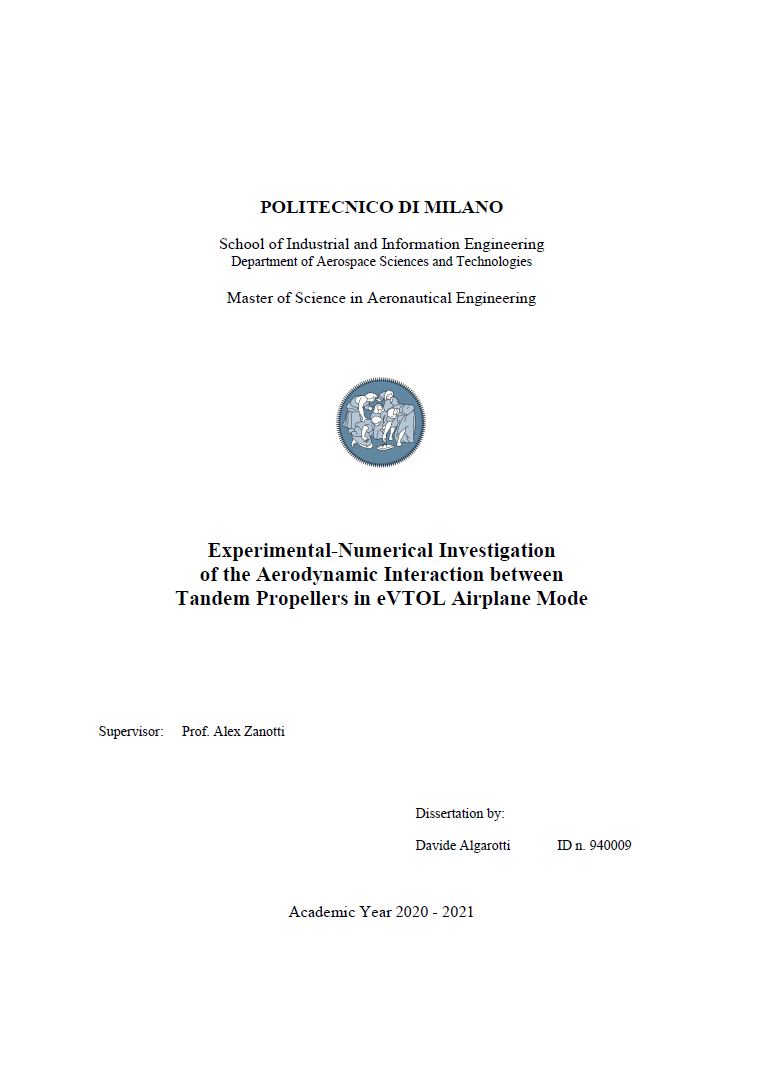 POLITECNICO DI MILANO
School of Industrial and Information Engineering
Department of Aerospace Sciences and Technologies
Master of Science in Aeronautical Engineering
Experimental-Numerical Investigation
of the Aerodynamic Interaction between
Tandem Propellers in eVTOL Airplane Mode
Supervisor: Prof. Alex Zanotti
Dissertation by:
Davide Algarotti ID n. 940009
Academic Year 2020 - 2021